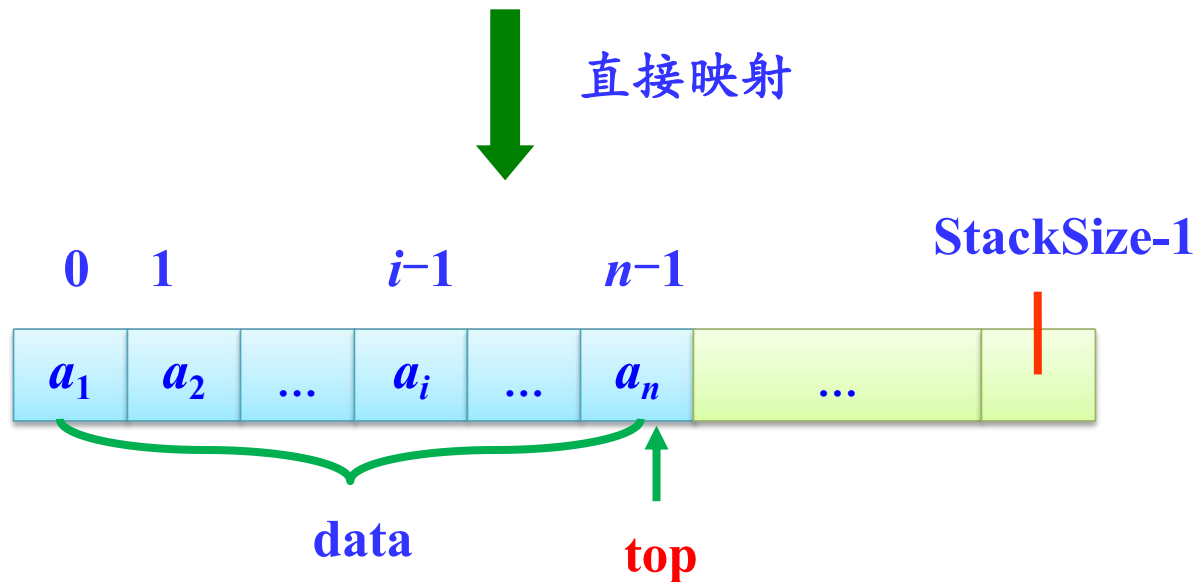 直接映射
StackSize-1
0 1 i−1 n−1
a1 a2 ... ai ... an ...
data
top